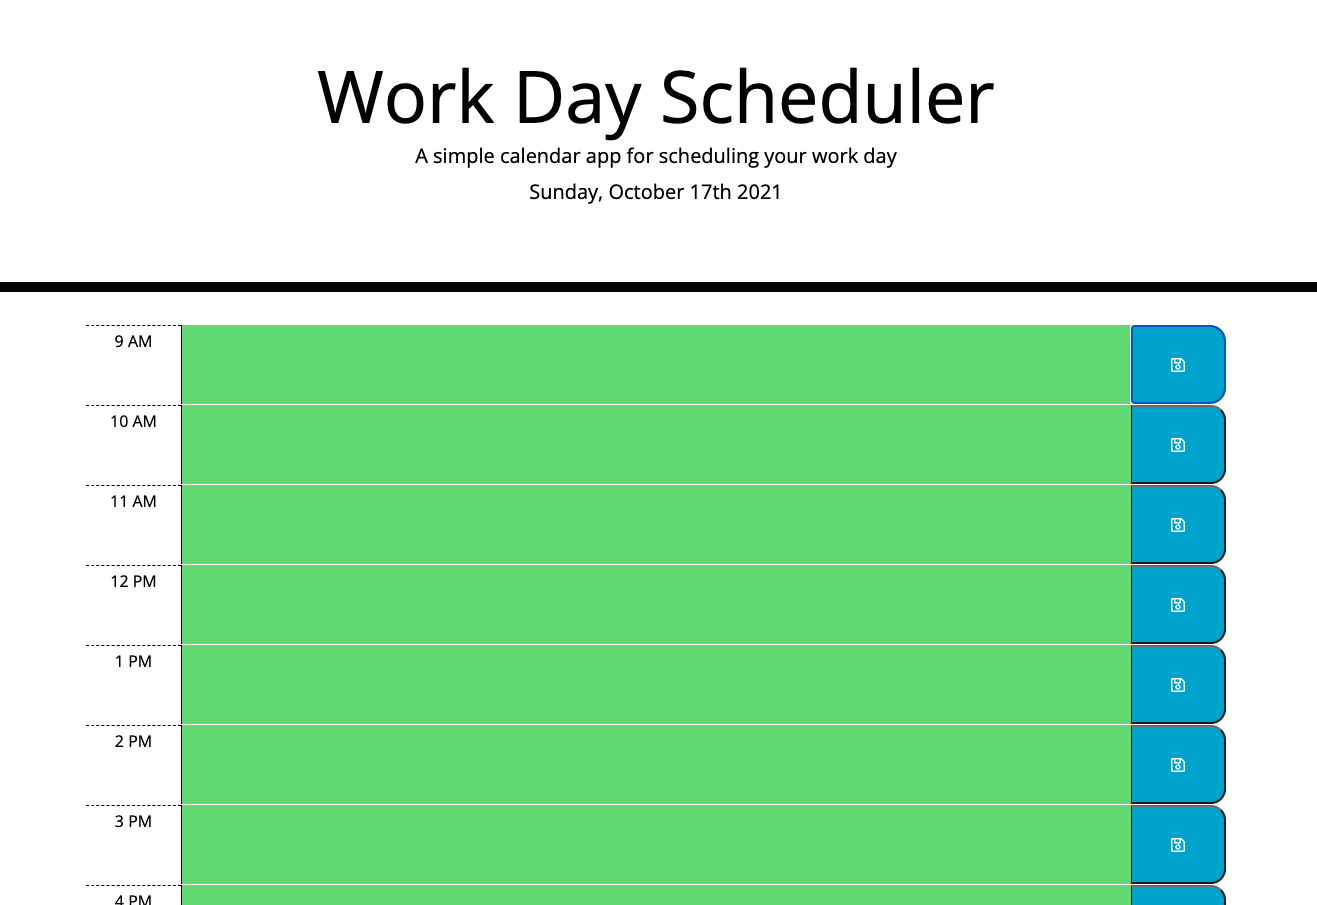 Work Day Scheduler
A simple calendar app for scheduling your work day
Sunday, October 17th 2021
9 AM
10 AM
11 AM
12 PM
1 PM
2 PM
3 PM
4 PM